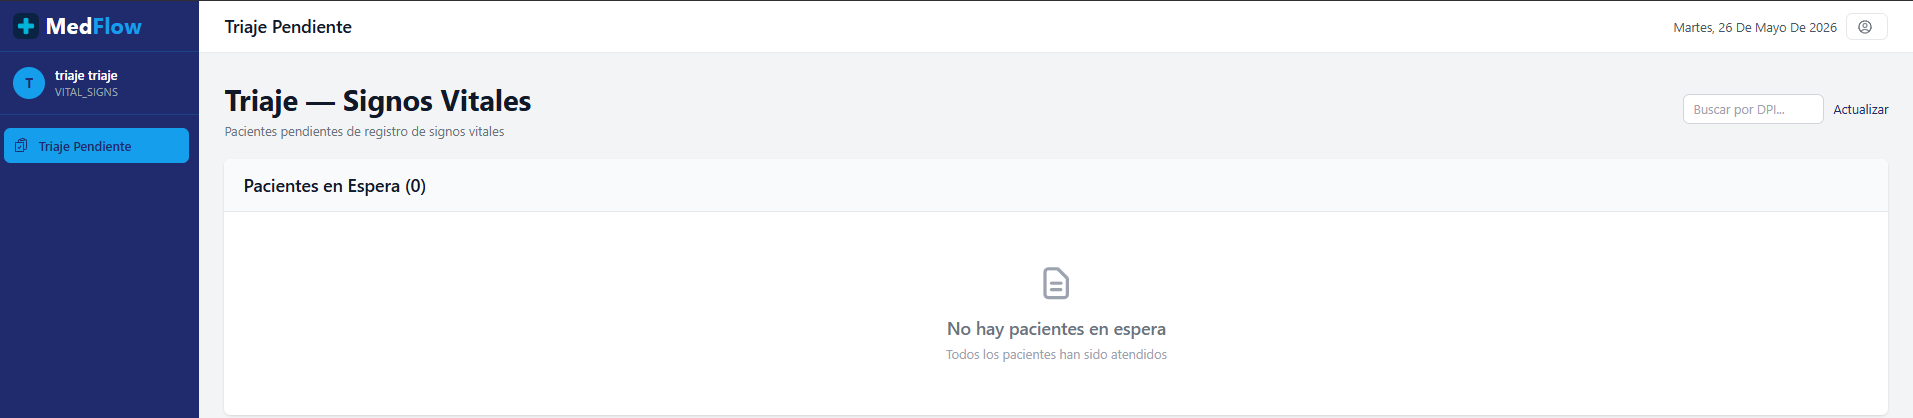 MedFlow
T
triaje triaje
VITAL_SIGNS
Triaje Pendiente
Triaje Pendiente
Martes, 26 De Mayo De 2026
Triaje — Signos Vitales
Pacientes pendientes de registro de signos vitales
Buscar por DPI...
Actualizar
Pacientes en Espera (0)
No hay pacientes en espera
Todos los pacientes han sido atendidos